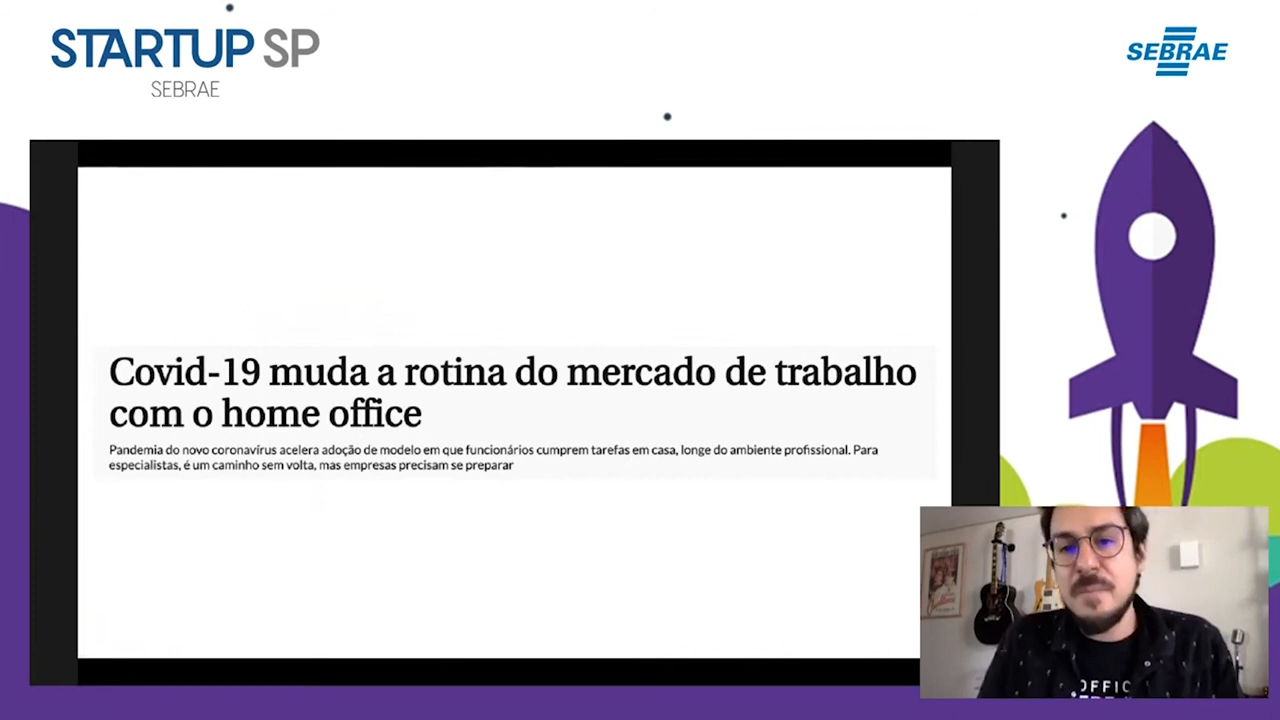 STARTUP SP
SEBRAE
SEBRAE
Covid-19 muda a rotina do mercado de trabalho
com o home office
Pandemia do novo coronavírus acelera adoção de modelo em que funcionários cumprem tarefas em casa, longe do ambiente profissional. Para
especialistas, é um caminho sem volta, mas empresas precisam se preparar
OFFIC